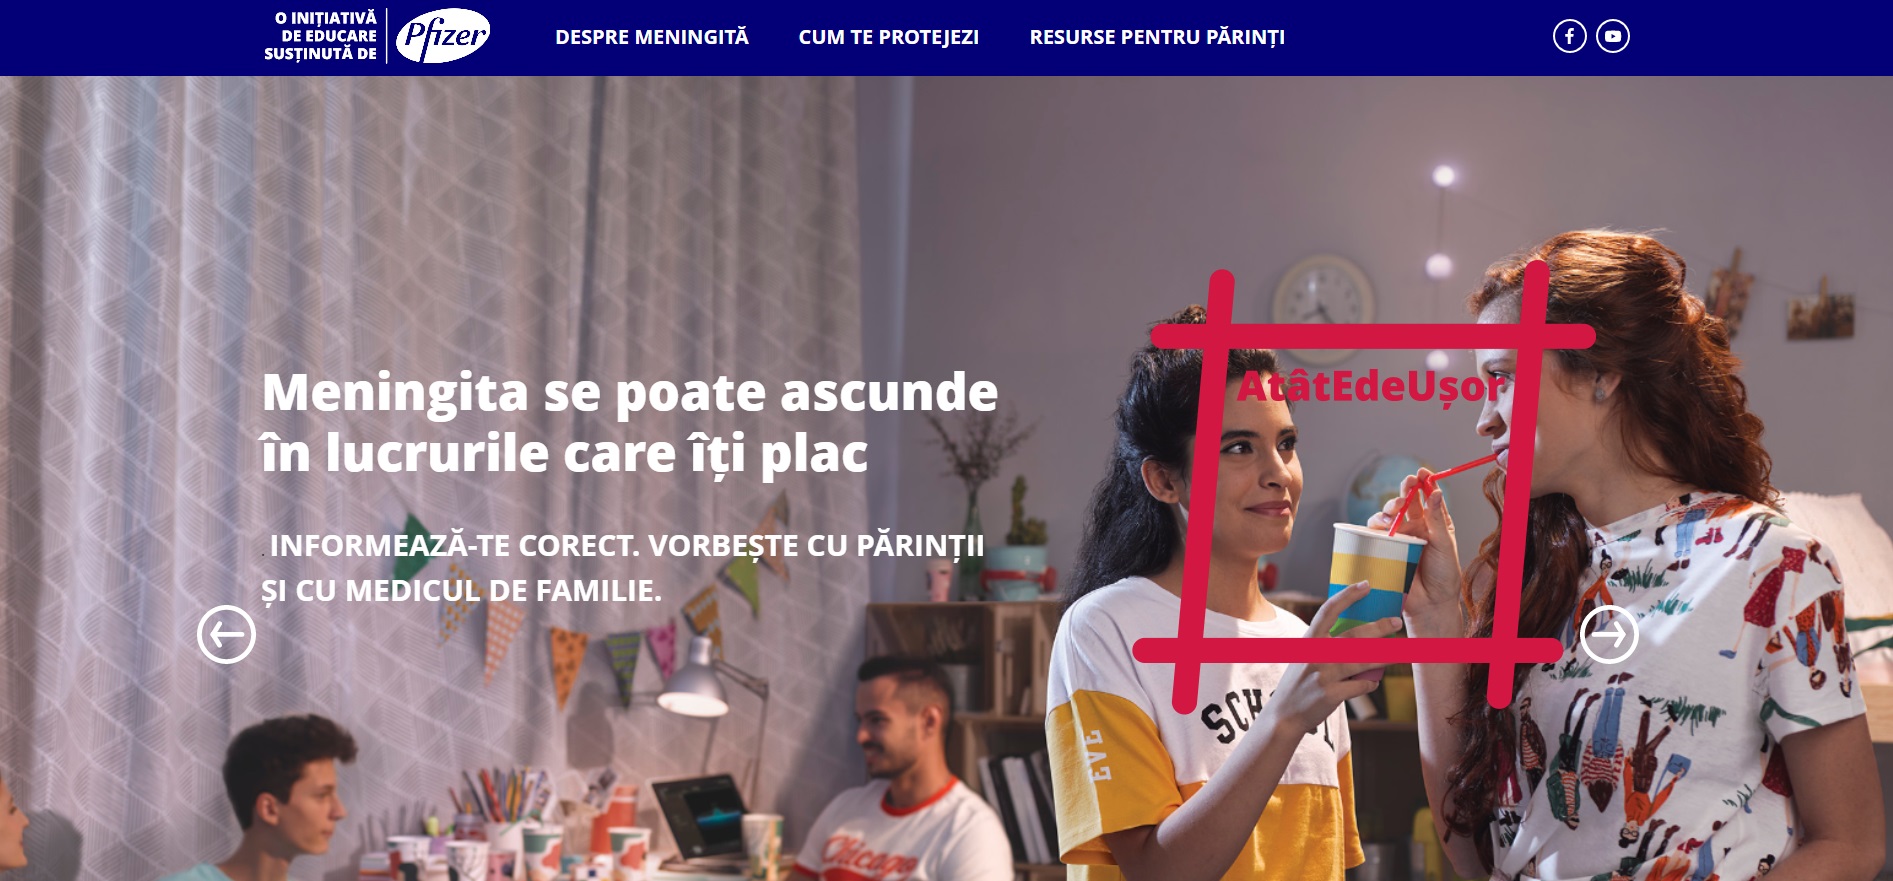 O INIȚIATIVĂ
DE EDUCARE
SUSȚINUTĂ DE
Pfizer
DESPRE MENINGITĂ
CUM TE PROTEJEZI
RESURSE PENTRU PĂRINȚI
Meningita se poate ascunde
în lucrurile care îți plac
. INFORMEAZĂ-TE CORECT. VORBEȘTE CU PĂRINȚII
ȘI CU MEDICUL DE FAMILIE.
AtâtEdeUșor
Chicago